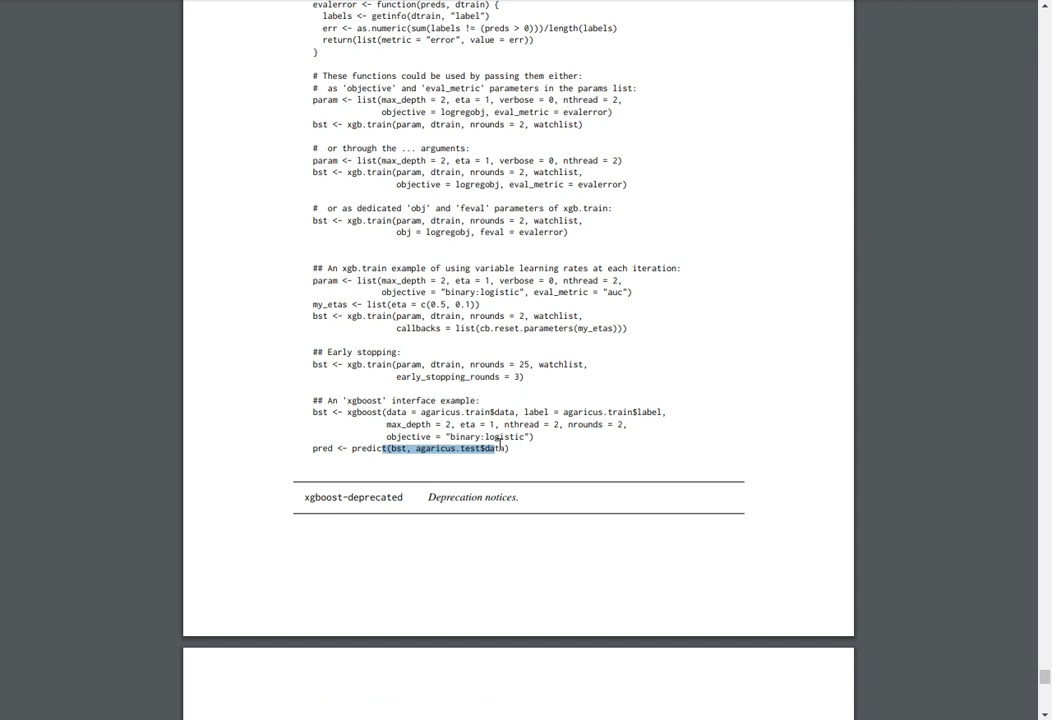 evalerror <- function(preds, dtrain) {
labels <- getinfo(dtrain, "label")
err <- as.numeric(sum(labels != (preds > 0)))/length(labels)
return(list(metric = "error", value = err))
}
# These functions could be used by passing them either:
#  as 'objective' and 'eval_metric' parameters in the params list:
param <- list(max_depth = 2, eta = 1, verbose = 0, nthread = 2,
objective = logregobj, eval_metric = evalerror)
bst <- xgb.train(param, dtrain, nrounds = 2, watchlist)
#  or through the ... arguments:
param <- list(max_depth = 2, eta = 1, verbose = 0, nthread = 2)
bst <- xgb.train(param, dtrain, nrounds = 2, watchlist,
objective = logregobj, eval_metric = evalerror)
#  or as dedicated 'obj' and 'feval' parameters of xgb.train:
bst <- xgb.train(param, dtrain, nrounds = 2, watchlist,
obj = logregobj, feval = evalerror)
## An xgb.train example of using variable learning rates at each iteration:
param <- list(max_depth = 2, eta = 1, verbose = 0, nthread = 2,
objective = "binary:logistic", eval_metric = "auc")
my_etas <- list(eta = c(0.5, 0.1))
bst <- xgb.train(param, dtrain, nrounds = 2, watchlist,
callbacks = list(cb.reset.parameters(my_etas)))
## Early stopping:
bst <- xgb.train(param, dtrain, nrounds = 25, watchlist,
early_stopping_rounds = 3)
## An 'xgboost' interface example:
bst <- xgboost(data = agaricus.train$data, label = agaricus.train$label,
max_depth = 2, eta = 1, nthread = 2, nrounds = 2,
objective = "binary:logistic")
pred <- predict(bst, agaricus.test$data)
xgboost-deprecated Deprecation notices.